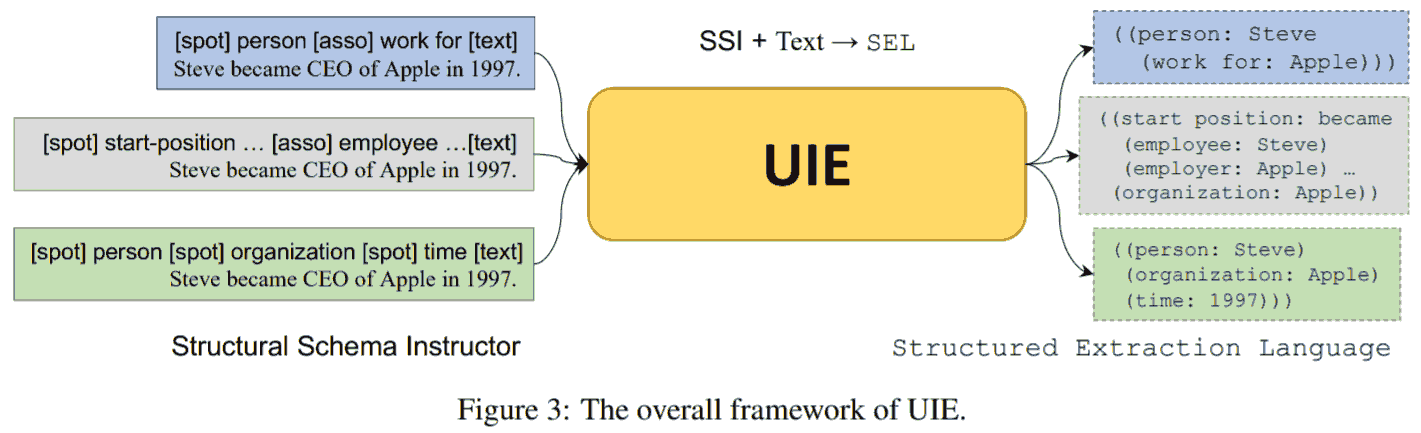 [spot] person [asso] work for [text]
Steve became CEO of Apple in 1997.
[spot] start-position … [asso] employee …[text]
Steve became CEO of Apple in 1997.
[spot] person [spot] organization [spot] time [text]
Steve became CEO of Apple in 1997.
Structural Schema Instructor
SSI + Text → SEL
UIE
((person: Steve
(work for: Apple)))
((start position: became
(employee: Steve)
(employer: Apple) …
(organization: Apple))
((person: Steve)
(organization: Apple)
(time: 1997)))
Structured Extraction Language
Figure 3: The overall framework of UIE.